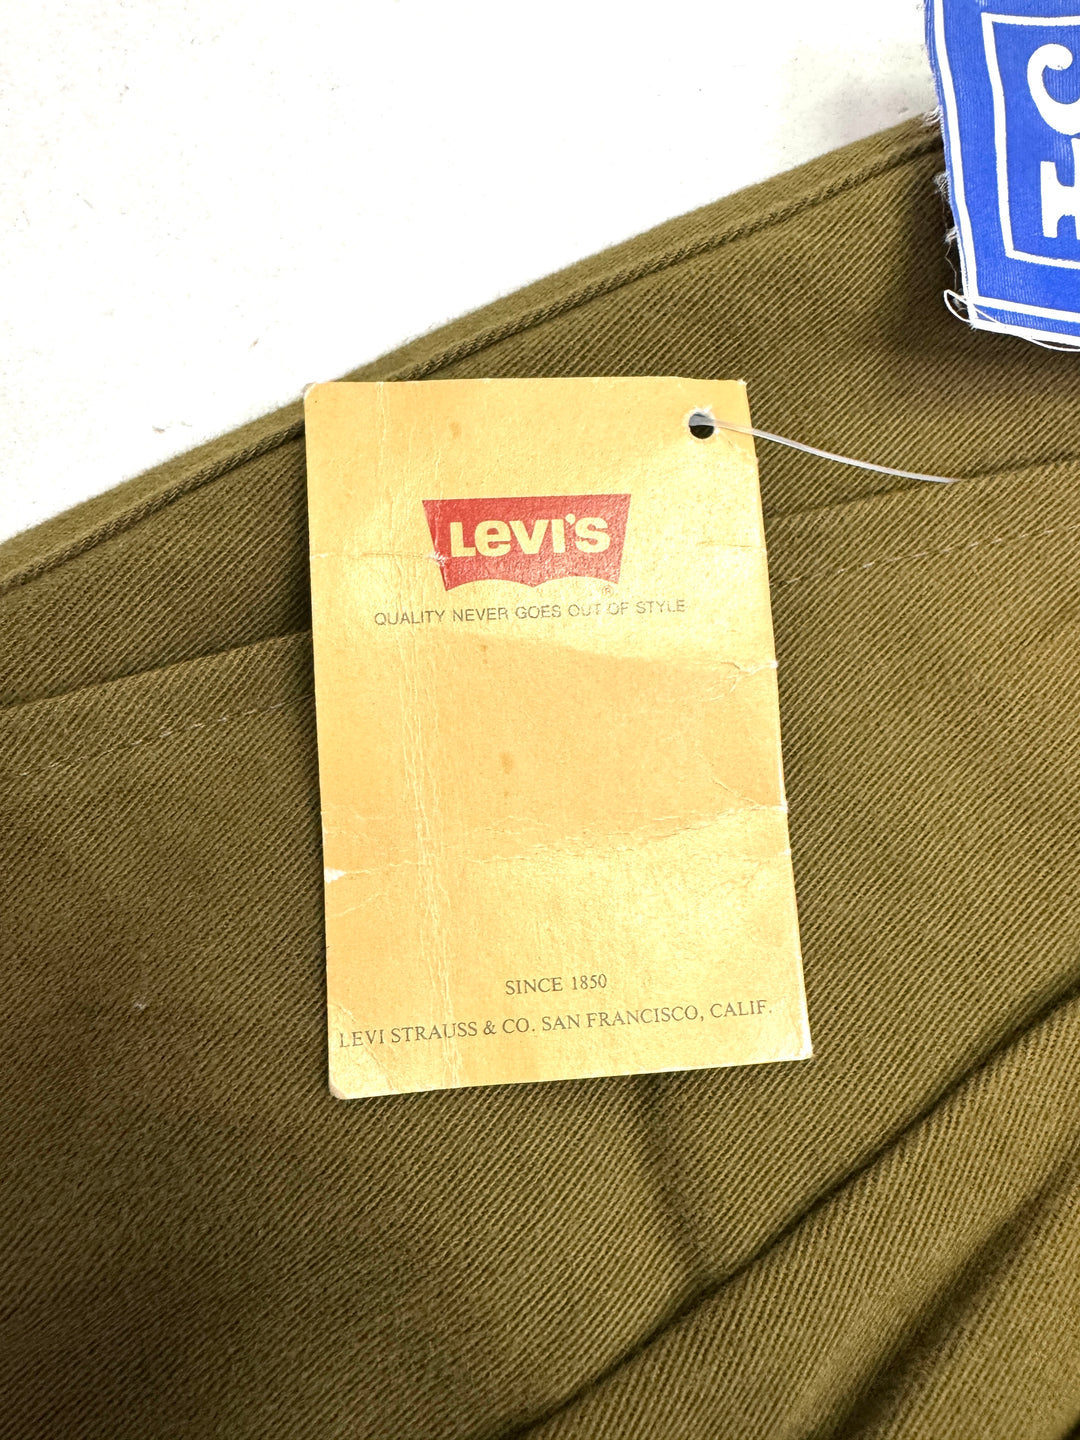 LEVI'S
®
QUALITY NEVER GOES OUT OF STYLE
SINCE 1850
LEVI STRAUSS & CO. SAN FRANCISCO, CALIF.